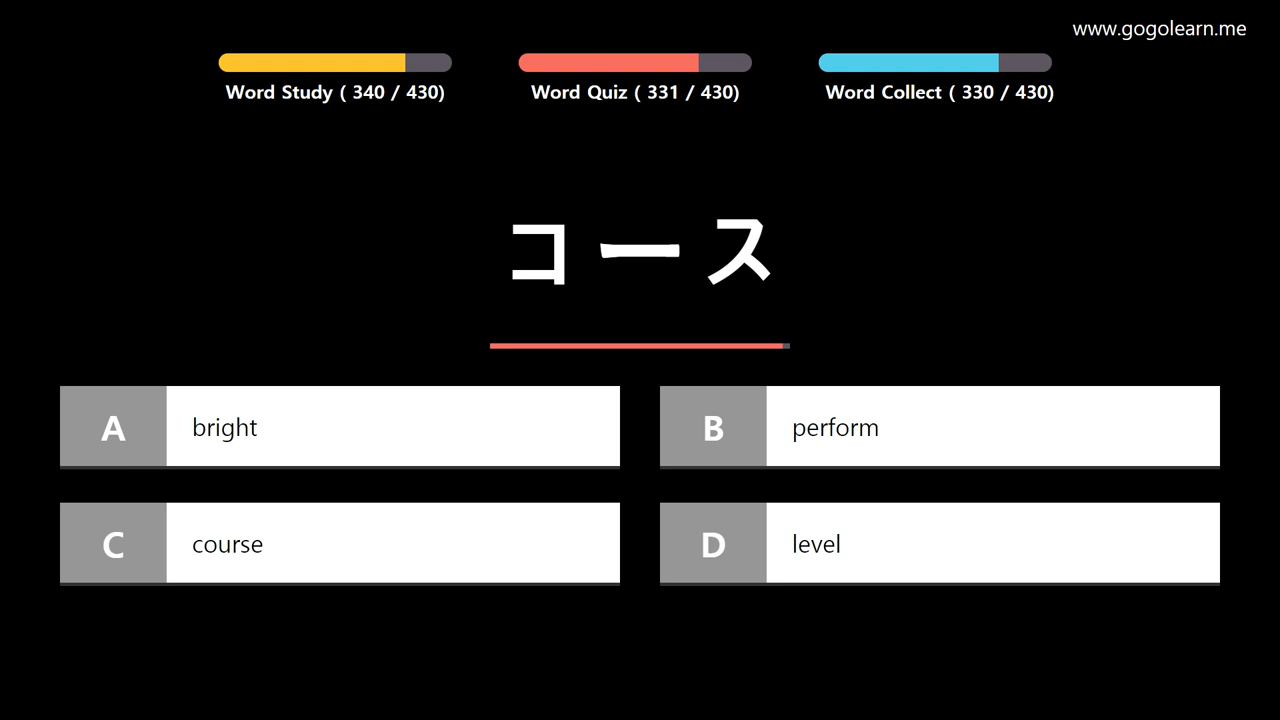 www.gogolearn.me
Word Study ( 340 / 430)
Word Quiz ( 331 / 430)
Word Collect ( 330 / 430)
コース
A bright
B perform
C course
D level